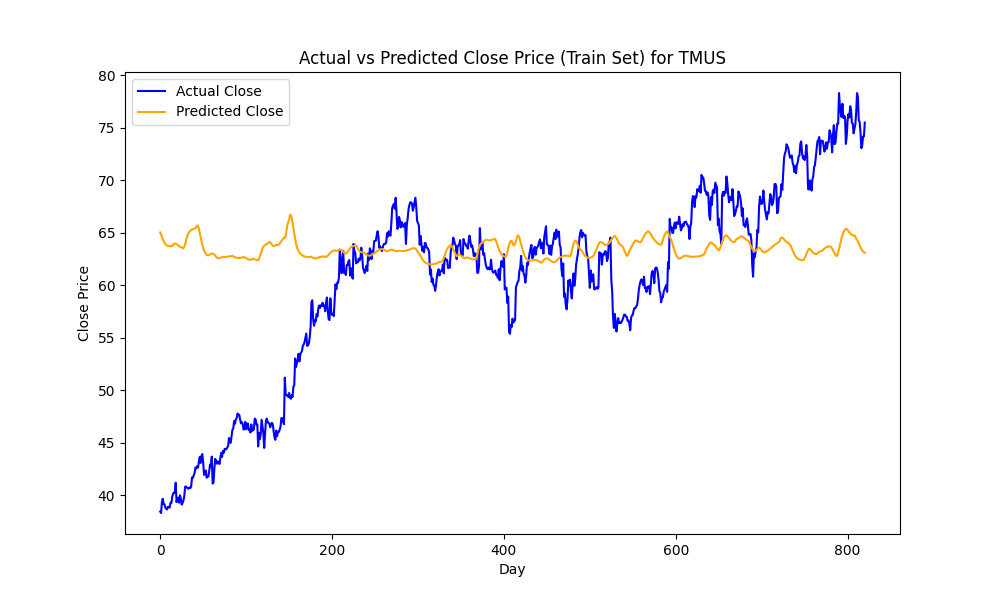 Actual vs Predicted Close Price (Train Set) for TMUS
Actual Close
Predicted Close
Close Price
80
75
70
65
60
55
50
45
40
0 200 400 600 800
Day